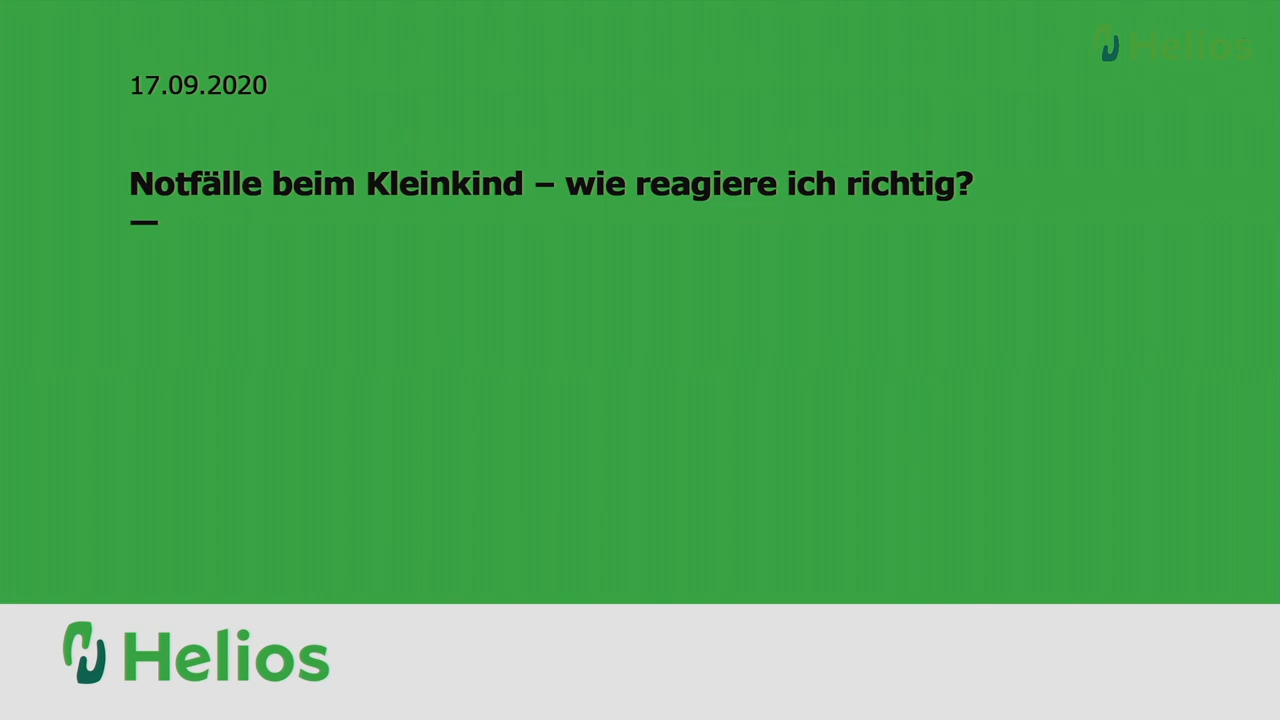 Helios
17.09.2020
Notfälle beim Kleinkind – wie reagiere ich richtig?
—
Helios